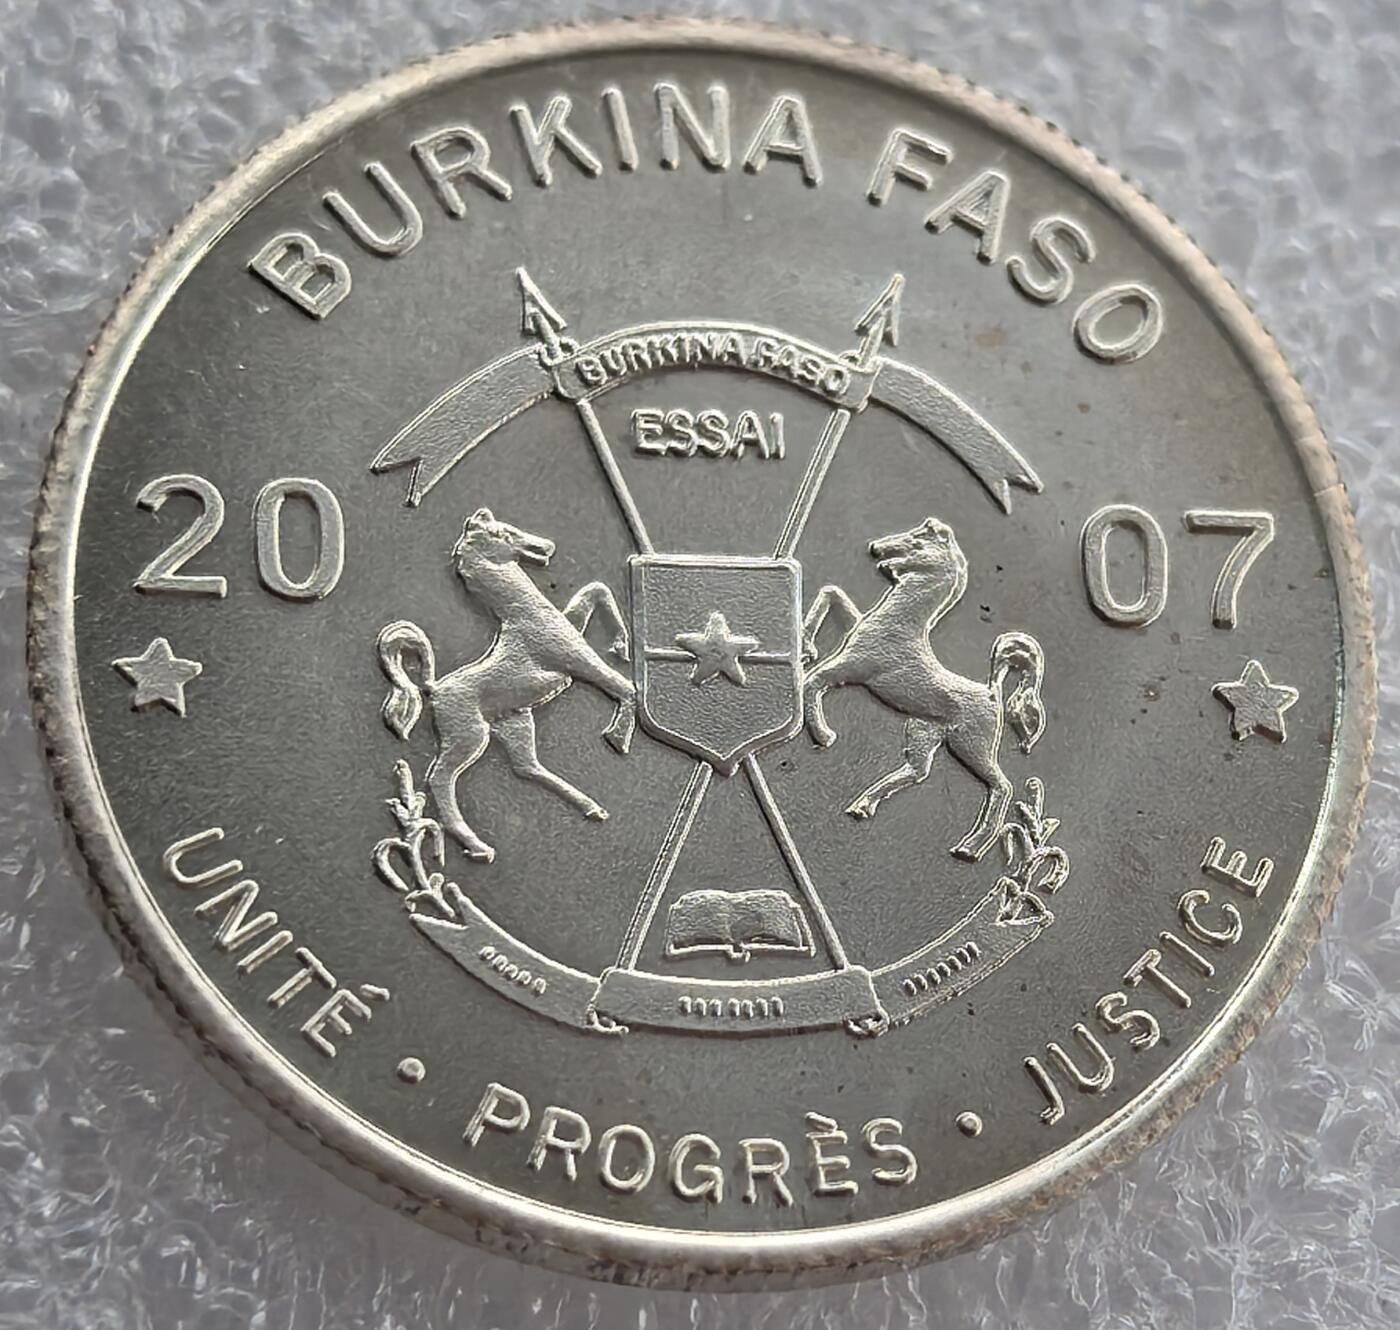 BURKINA FASO
BURKINA FASO
ESSAI
20 07
UNITÉ • PROGRÈS • JUSTICE